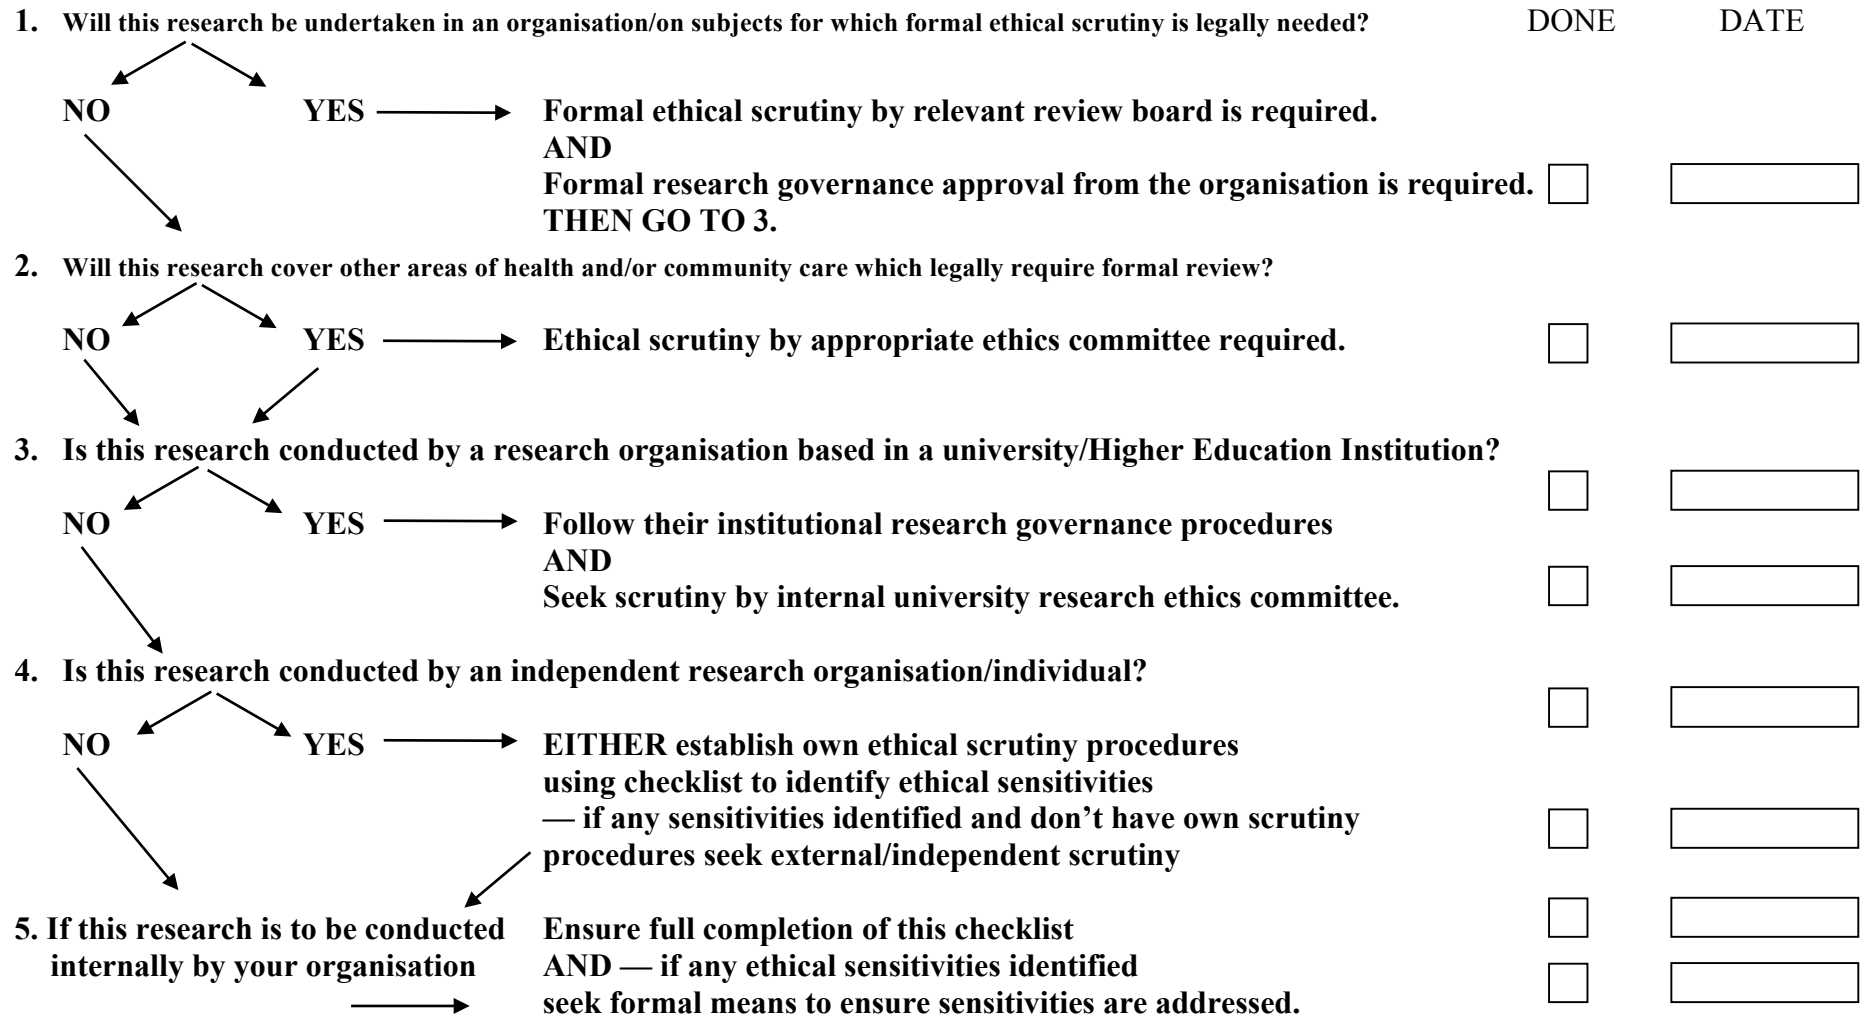 1. Will this research be undertaken in an organisation/on subjects for which formal ethical scrutiny is legally needed? DONE DATE
NO YES Formal ethical scrutiny by relevant review board is required.
AND
Formal research governance approval from the organisation is required.
THEN GO TO 3.
2. Will this research cover other areas of health and/or community care which legally require formal review?
NO YES Ethical scrutiny by appropriate ethics committee required.
3. Is this research conducted by a research organisation based in a university/Higher Education Institution?
NO YES Follow their institutional research governance procedures
AND
Seek scrutiny by internal university research ethics committee.
4. Is this research conducted by an independent research organisation/individual?
NO YES EITHER establish own ethical scrutiny procedures
using checklist to identify ethical sensitivities
— if any sensitivities identified and don’t have own scrutiny
procedures seek external/independent scrutiny
5. If this research is to be conducted Ensure full completion of this checklist
internally by your organisation AND — if any ethical sensitivities identified
seek formal means to ensure sensitivities are addressed.